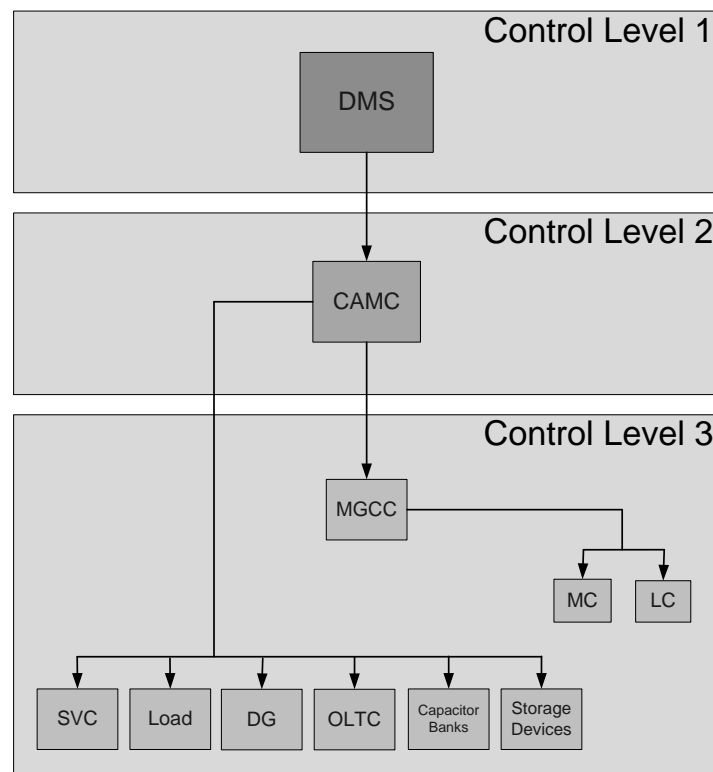 Control Level 1
DMS
Control Level 2
CAMC
Control Level 3
MGCC
MC
LC
SVC
Load
DG
OLTC
Capacitor
Banks
Storage
Devices